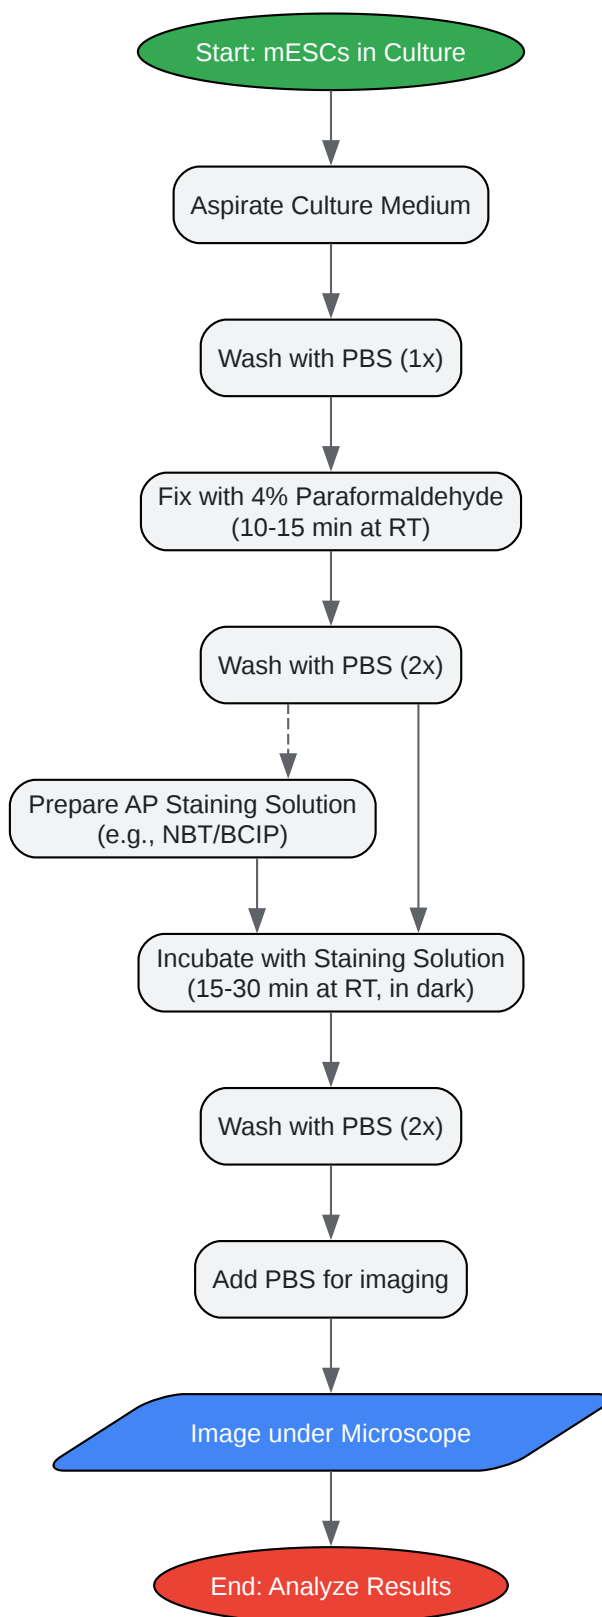 Start: mESCs in Culture
Aspirate Culture Medium
Wash with PBS (1x)
Fix with 4% Paraformaldehyde
(10-15 min at RT)
Wash with PBS (2x)
Prepare AP Staining Solution
(e.g., NBT/BCIP)
Incubate with Staining Solution
(15-30 min at RT, in dark)
Wash with PBS (2x)
Add PBS for imaging
Image under Microscope
End: Analyze Results